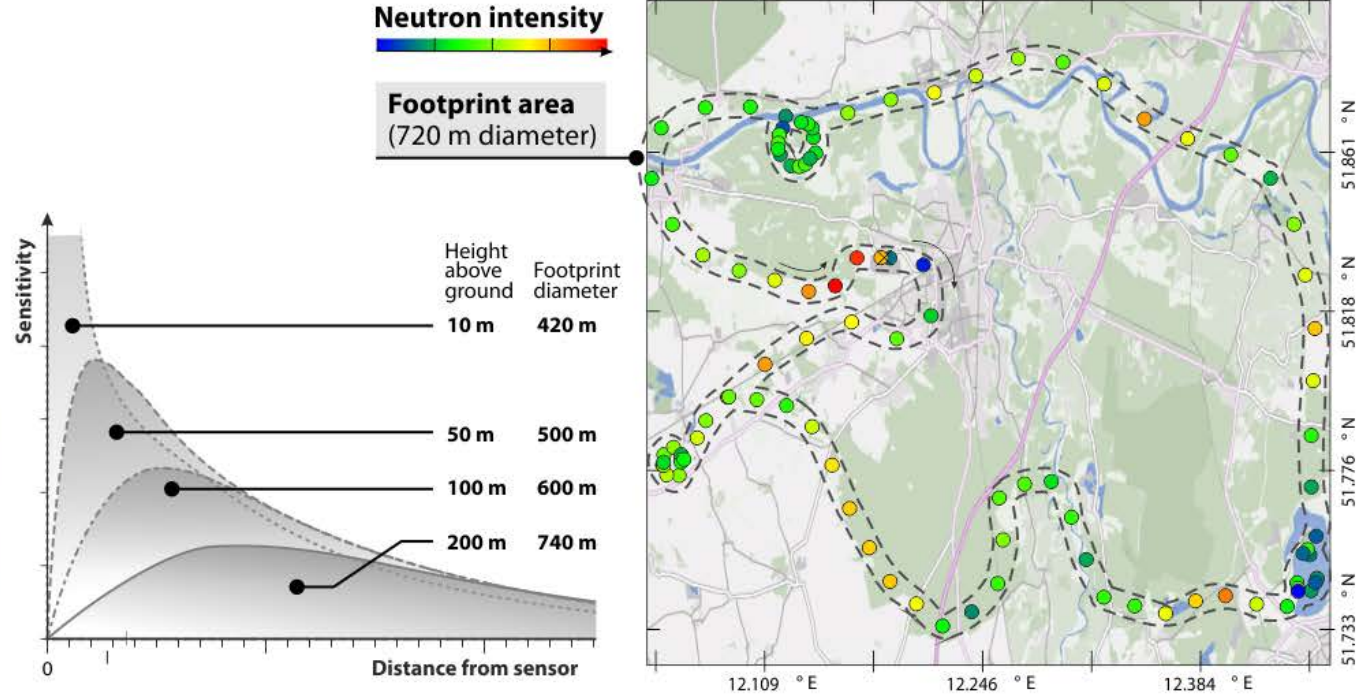 Neutron intensity
Footprint area
(720 m diameter)
Sensitivity
Height
above
ground
Footprint
diameter
10 m 420 m
50 m 500 m
100 m 600 m
200 m 740 m
0
Distance from sensor
51.861 ° N
51.818 ° N
51.776 ° N
51.733 ° N
12.109 ° E
12.246 ° E
12.384 ° E